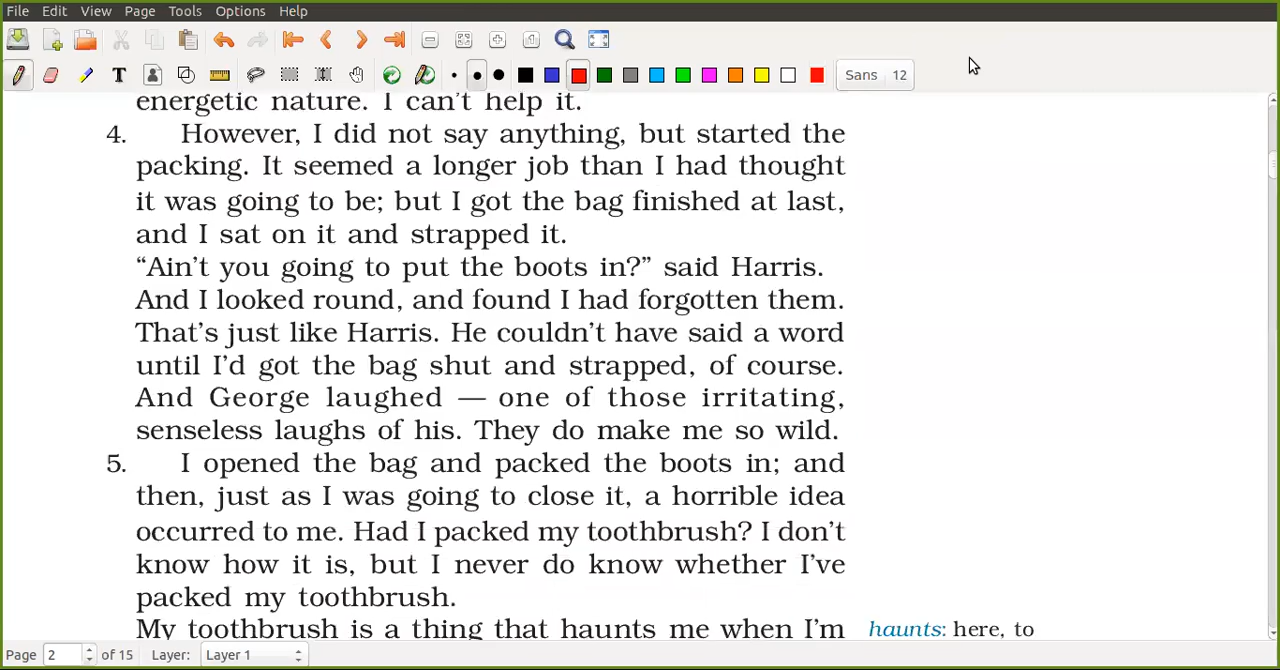 File Edit View Page Tools Options Help
T Sans 12
energetic nature. I can't help it.
4. However, I did not say anything, but started the
packing. It seemed a longer job than I had thought
it was going to be; but I got the bag finished at last,
and I sat on it and strapped it.
“Ain't you going to put the boots in?” said Harris.
And I looked round, and found I had forgotten them.
That's just like Harris. He couldn't have said a word
until I'd got the bag shut and strapped, of course.
And George laughed — one of those irritating,
senseless laughs of his. They do make me so wild.
5. I opened the bag and packed the boots in; and
then, just as I was going to close it, a horrible idea
occurred to me. Had I packed my toothbrush? I don't
know how it is, but I never do know whether I've
packed my toothbrush.
My toothbrush is a thing that haunts me when I'm haunts: here, to
Page 2 of 15 Layer: Layer 1